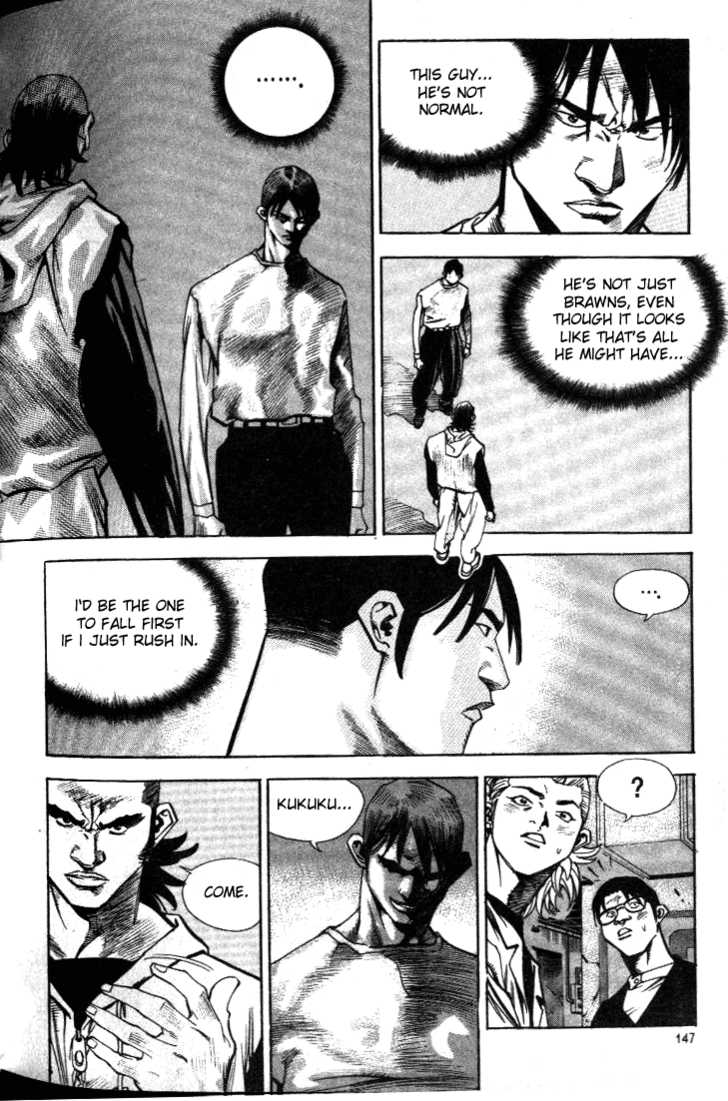 …….
THIS GUY...
HE'S NOT
NORMAL.
HE'S NOT JUST
BRAWNS, EVEN
THOUGH IT LOOKS
LIKE THAT'S ALL
HE MIGHT HAVE...
I'D BE THE ONE
TO FALL FIRST
IF I JUST RUSH IN.
….
COME.
KUKUKU...
?
147